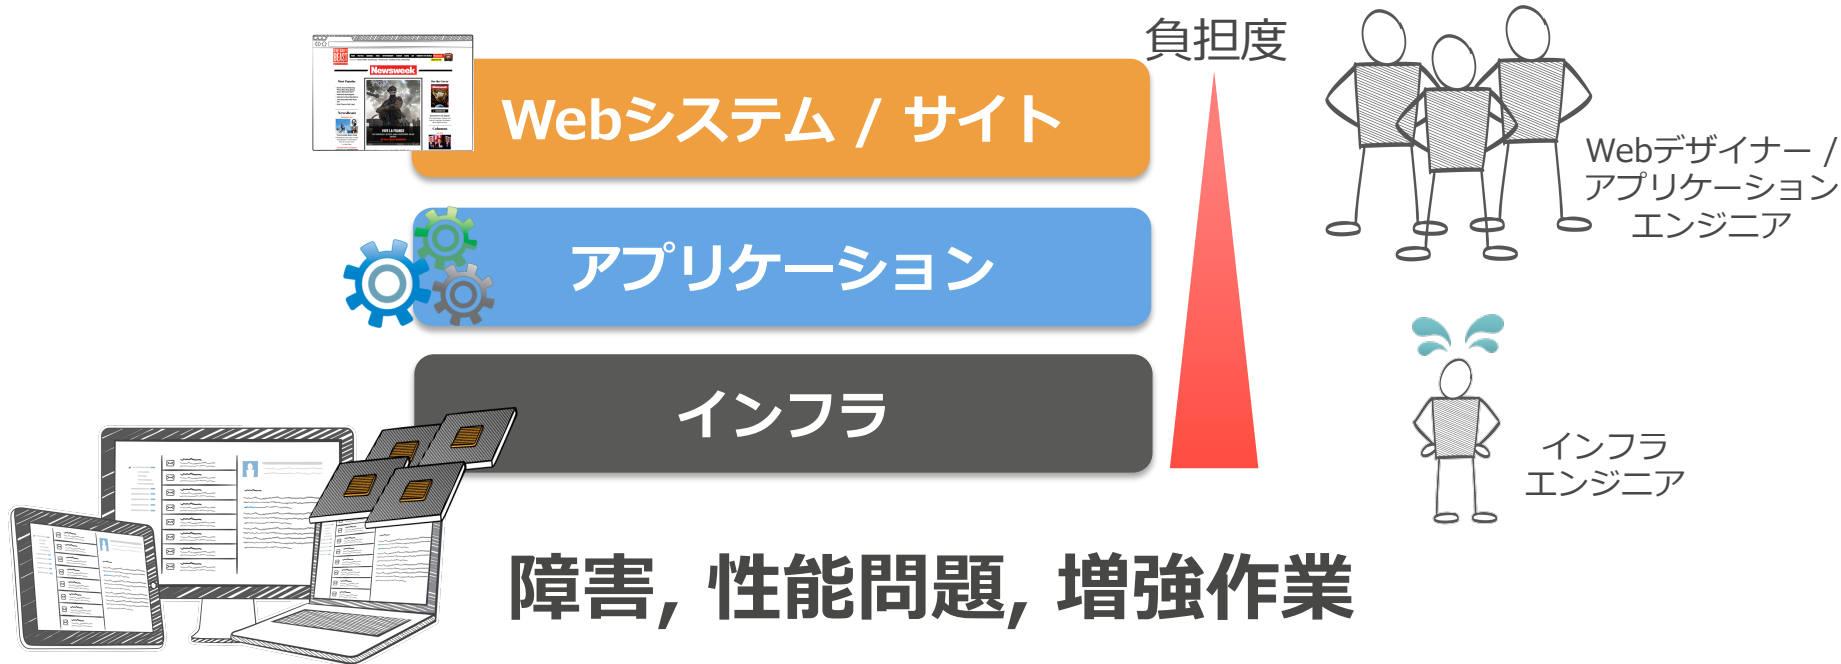 負担度
Newsweek
Webシステム / サイト
Webデザイナー /
アプリケーション
エンジニア
アプリケーション
インフラ
インフラ
エンジニア
障害, 性能問題, 増強作業